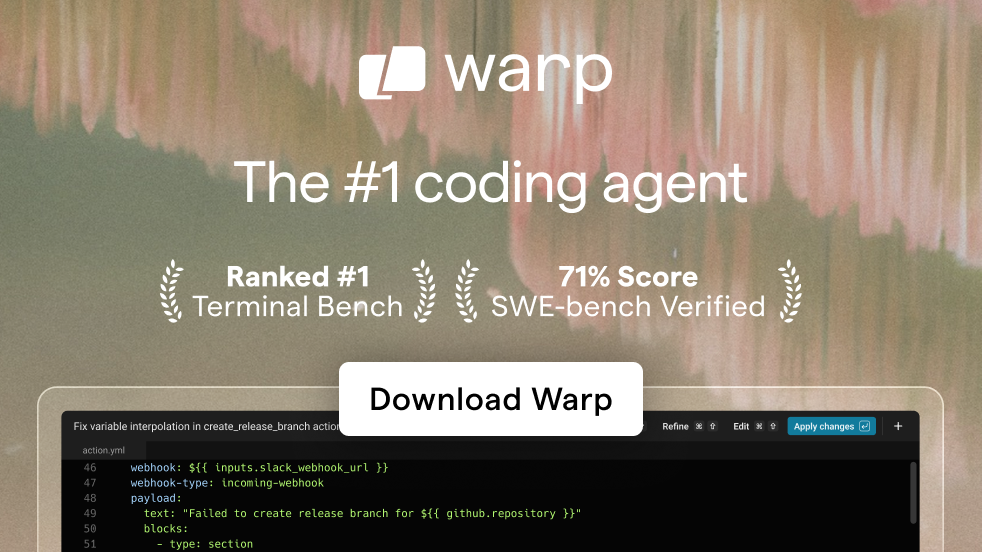 warp
The #1 coding agent
Ranked #1
Terminal Bench
71% Score
SWE-bench Verified
Download Warp
Fix variable interpolation in create_release_branch action
Refine ⌘ ⇧
Edit ⌘ ⇧
Apply changes ↵
+
action.yml
46 webhook: ${{ inputs.slack_webhook_url }}
47 webhook-type: incoming-webhook
48 payload:
49 text: "Failed to create release branch for ${{ github.repository }}"
50 blocks:
51 - type: section